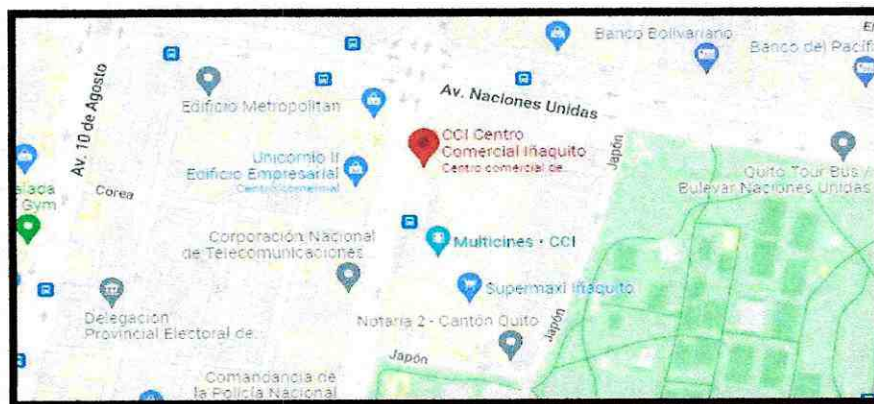 Banco Bolivariano
Banco del Pacífi
Edificio Metropolitan
Av. Naciones Unidas
Av. 10 de Agosto
CCI Centro
Comercial Iñaquito
Centro comercial de...
Japón
Unicornio II
Edificio Empresarial
Centro comercial
Quito Tour Bus /
Bulevar Naciones Unidas
alada
Gym
Corea
Corporación Nacional
de Telecomunicaciones...
Multicines - CCI
Supermaxi Iñaquito
Delegación
Provincial Electoral de...
Notaría 2 - Cantón Quito
Japón
Japón
Comandancia de
la Policía Nacional